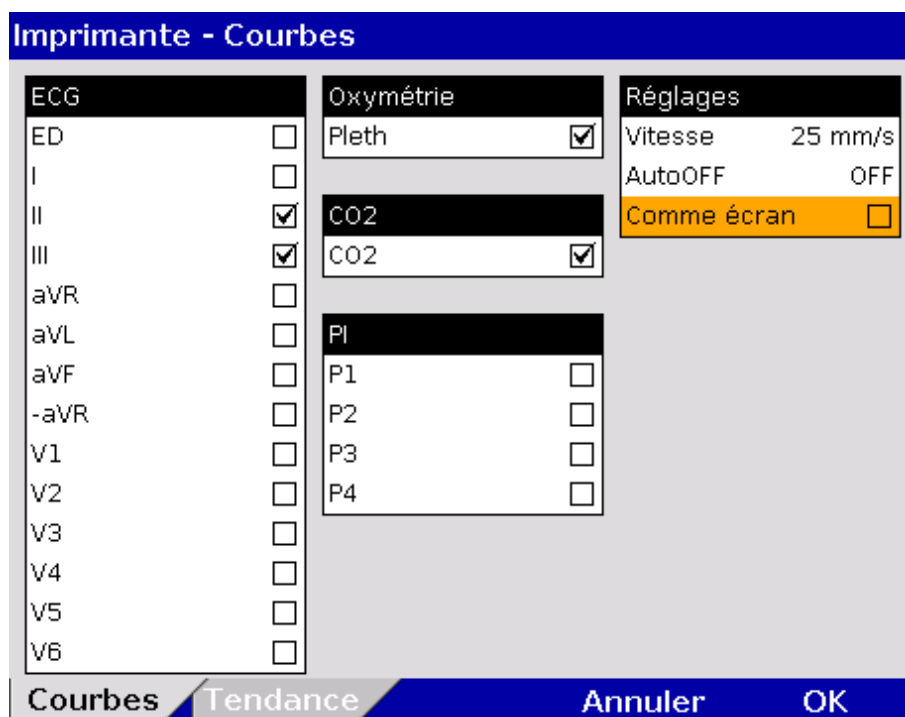 Imprimante - Courbes
ECG
ED
I
II
III
aVR
aVL
aVF
-aVR
V1
V2
V3
V4
V5
V6
Oxymétrie
Pleth
CO2
CO2
PI
P1
P2
P3
P4
Réglages
Vitesse 25 mm/s
AutoOFF OFF
Comme écran
Courbes Tendance Annuler OK